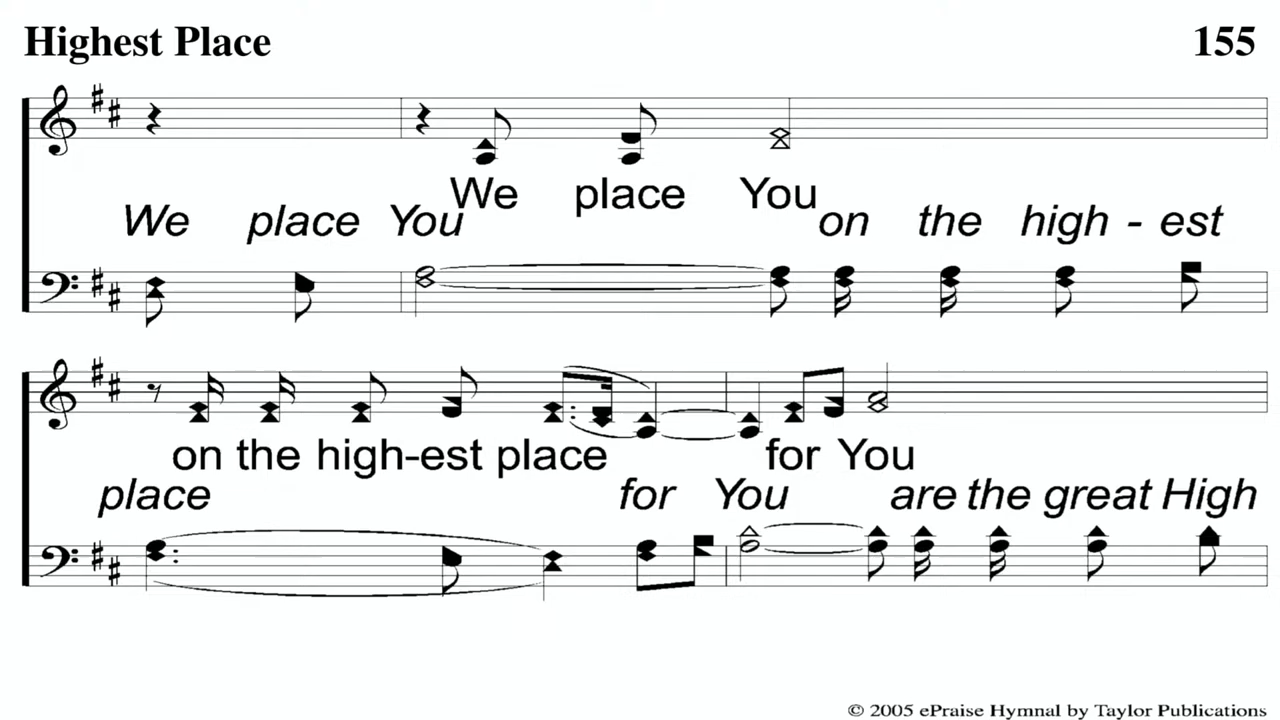 Highest Place 155
We place You
We place You on the high - est
on the high-est place for You
place for You are the great High
© 2005 ePraise Hymnal by Taylor Publications